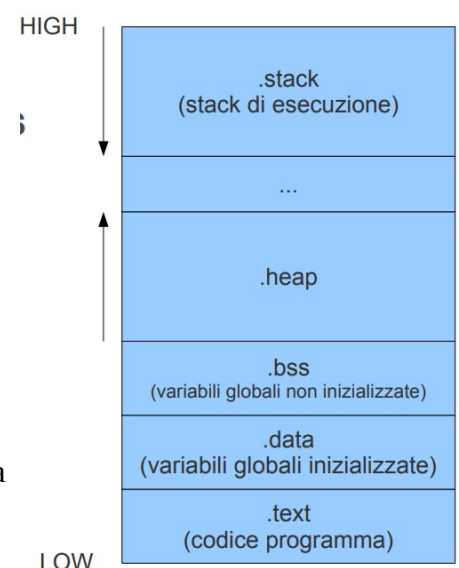 HIGH
.stack
(stack di esecuzione)
s
...
.heap
.bss
(variabili globali non inizializzate)
.data
(variabili globali inizializzate)
a
.text
(codice programma)
LOW